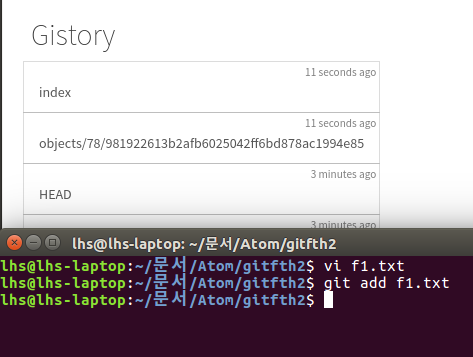 Gistory
11 seconds ago
index
11 seconds ago
objects/78/981922613b2afb6025042ff6bd878ac1994e85
3 minutes ago
HEAD
3 minutes ago
lhs@lhs-laptop: ~/문서/Atom/gitfth2
lhs@lhs-laptop:~/문서/Atom/gitfth2$ vi f1.txt
lhs@lhs-laptop:~/문서/Atom/gitfth2$ git add f1.txt
lhs@lhs-laptop:~/문서/Atom/gitfth2$